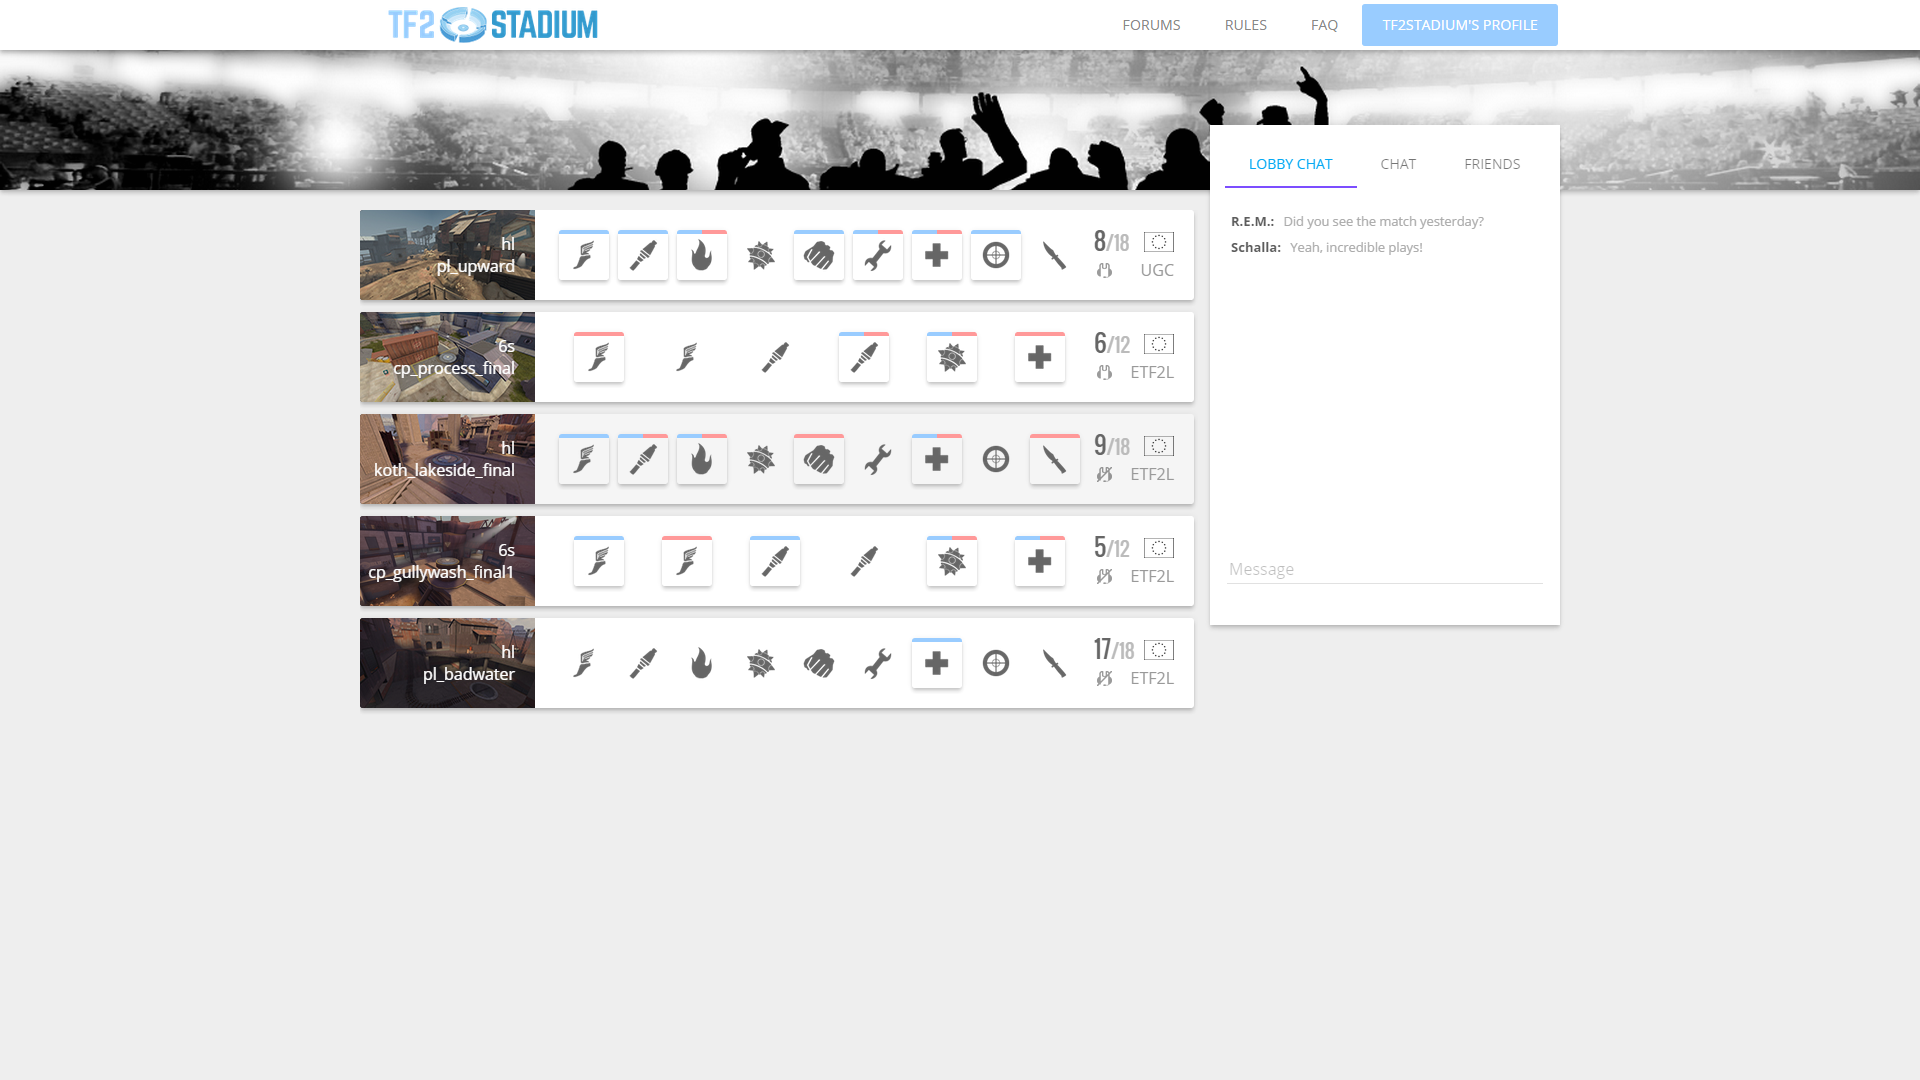 TF2 STADIUM
FORUMS
RULES
FAQ
TF2STADIUM'S PROFILE
LOBBY CHAT
CHAT
FRIENDS
R.E.M.: Did you see the match yesterday?
Schalla: Yeah, incredible plays!
Message
hl
pl_upward
8/18
UGC
6s
cp_process_final
6/12
ETF2L
hl
koth_lakeside_final
9/18
ETF2L
6s
cp_gullywash_final1
5/12
ETF2L
hl
pl_badwater
17/18
ETF2L